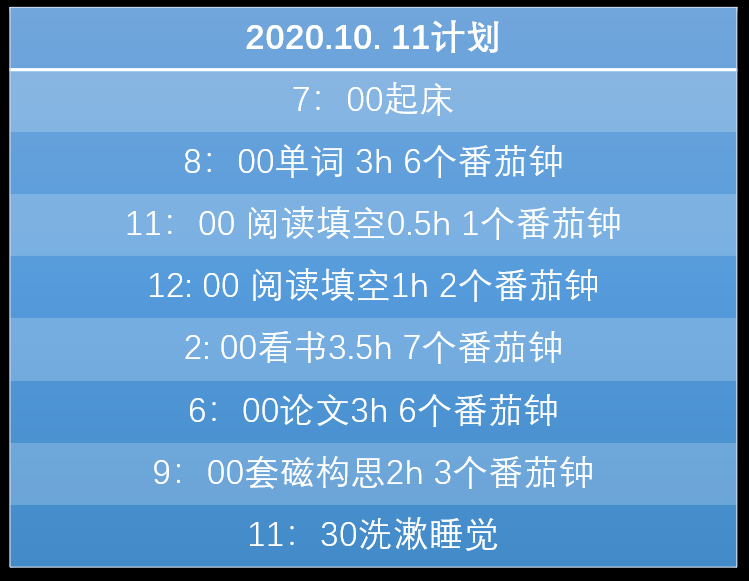 2020.10. 11计划
7：00起床
8：00单词 3h 6个番茄钟
11：00 阅读填空0.5h 1个番茄钟
12: 00 阅读填空1h 2个番茄钟
2: 00看书3.5h 7个番茄钟
6：00论文3h 6个番茄钟
9：00套磁构思2h 3个番茄钟
11：30洗漱睡觉